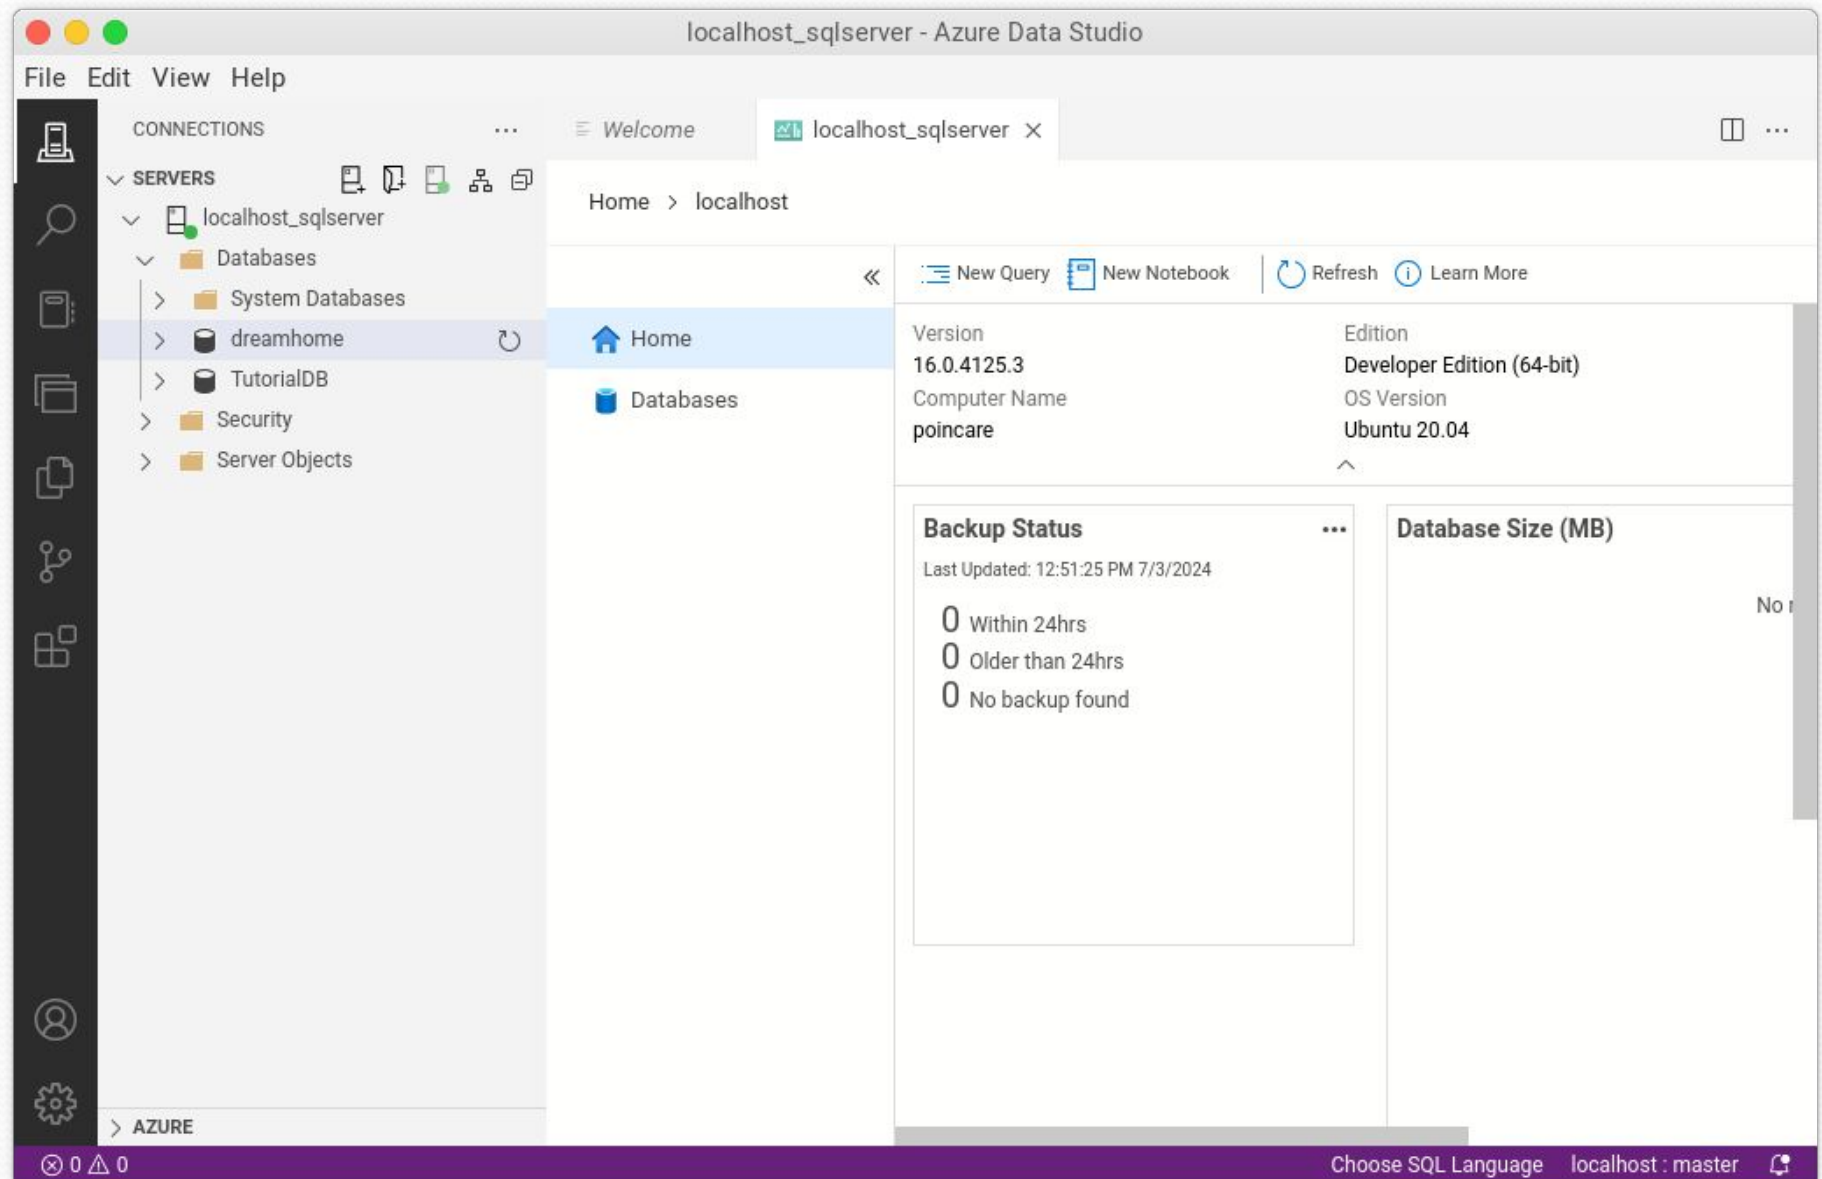 localhost_sqlserver - Azure Data Studio
File Edit View Help
CONNECTIONS
SERVERS
localhost_sqlserver
Databases
System Databases
dreamhome
TutorialDB
Security
Server Objects
AZURE
Welcome
localhost_sqlserver
Home > localhost
Home
Databases
New Query New Notebook Refresh Learn More
Version
16.0.4125.3
Computer Name
poincare
Edition
Developer Edition (64-bit)
OS Version
Ubuntu 20.04
Backup Status
Last Updated: 12:51:25 PM 7/3/2024
0 Within 24hrs
0 Older than 24hrs
0 No backup found
Database Size (MB)
No
0 0
Choose SQL Language localhost : master